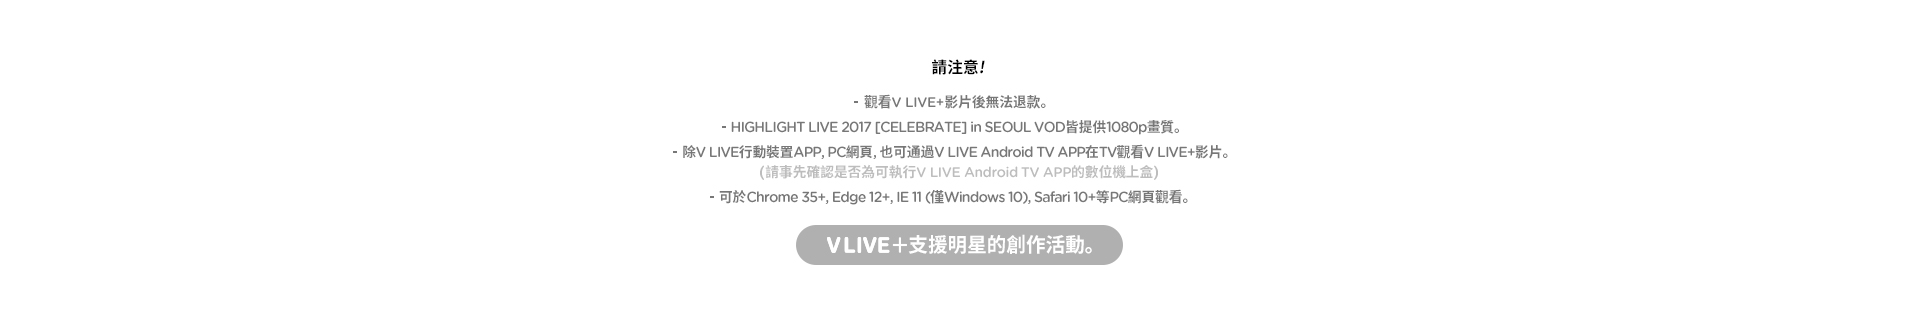 請注意!
- 觀看V LIVE+影片後無法退款。
- HIGHLIGHT LIVE 2017 [CELEBRATE] in SEOUL VOD皆提供1080p畫質。
- 除V LIVE行動裝置APP, PC網頁, 也可通過V LIVE Android TV APP在TV觀看V LIVE+影片。
(請事先確認是否為可執行V LIVE Android TV APP的數位機上盒)
- 可於Chrome 35+, Edge 12+, IE 11 (僅Windows 10), Safari 10+等PC網頁觀看。
V LIVE+支援明星的創作活動。